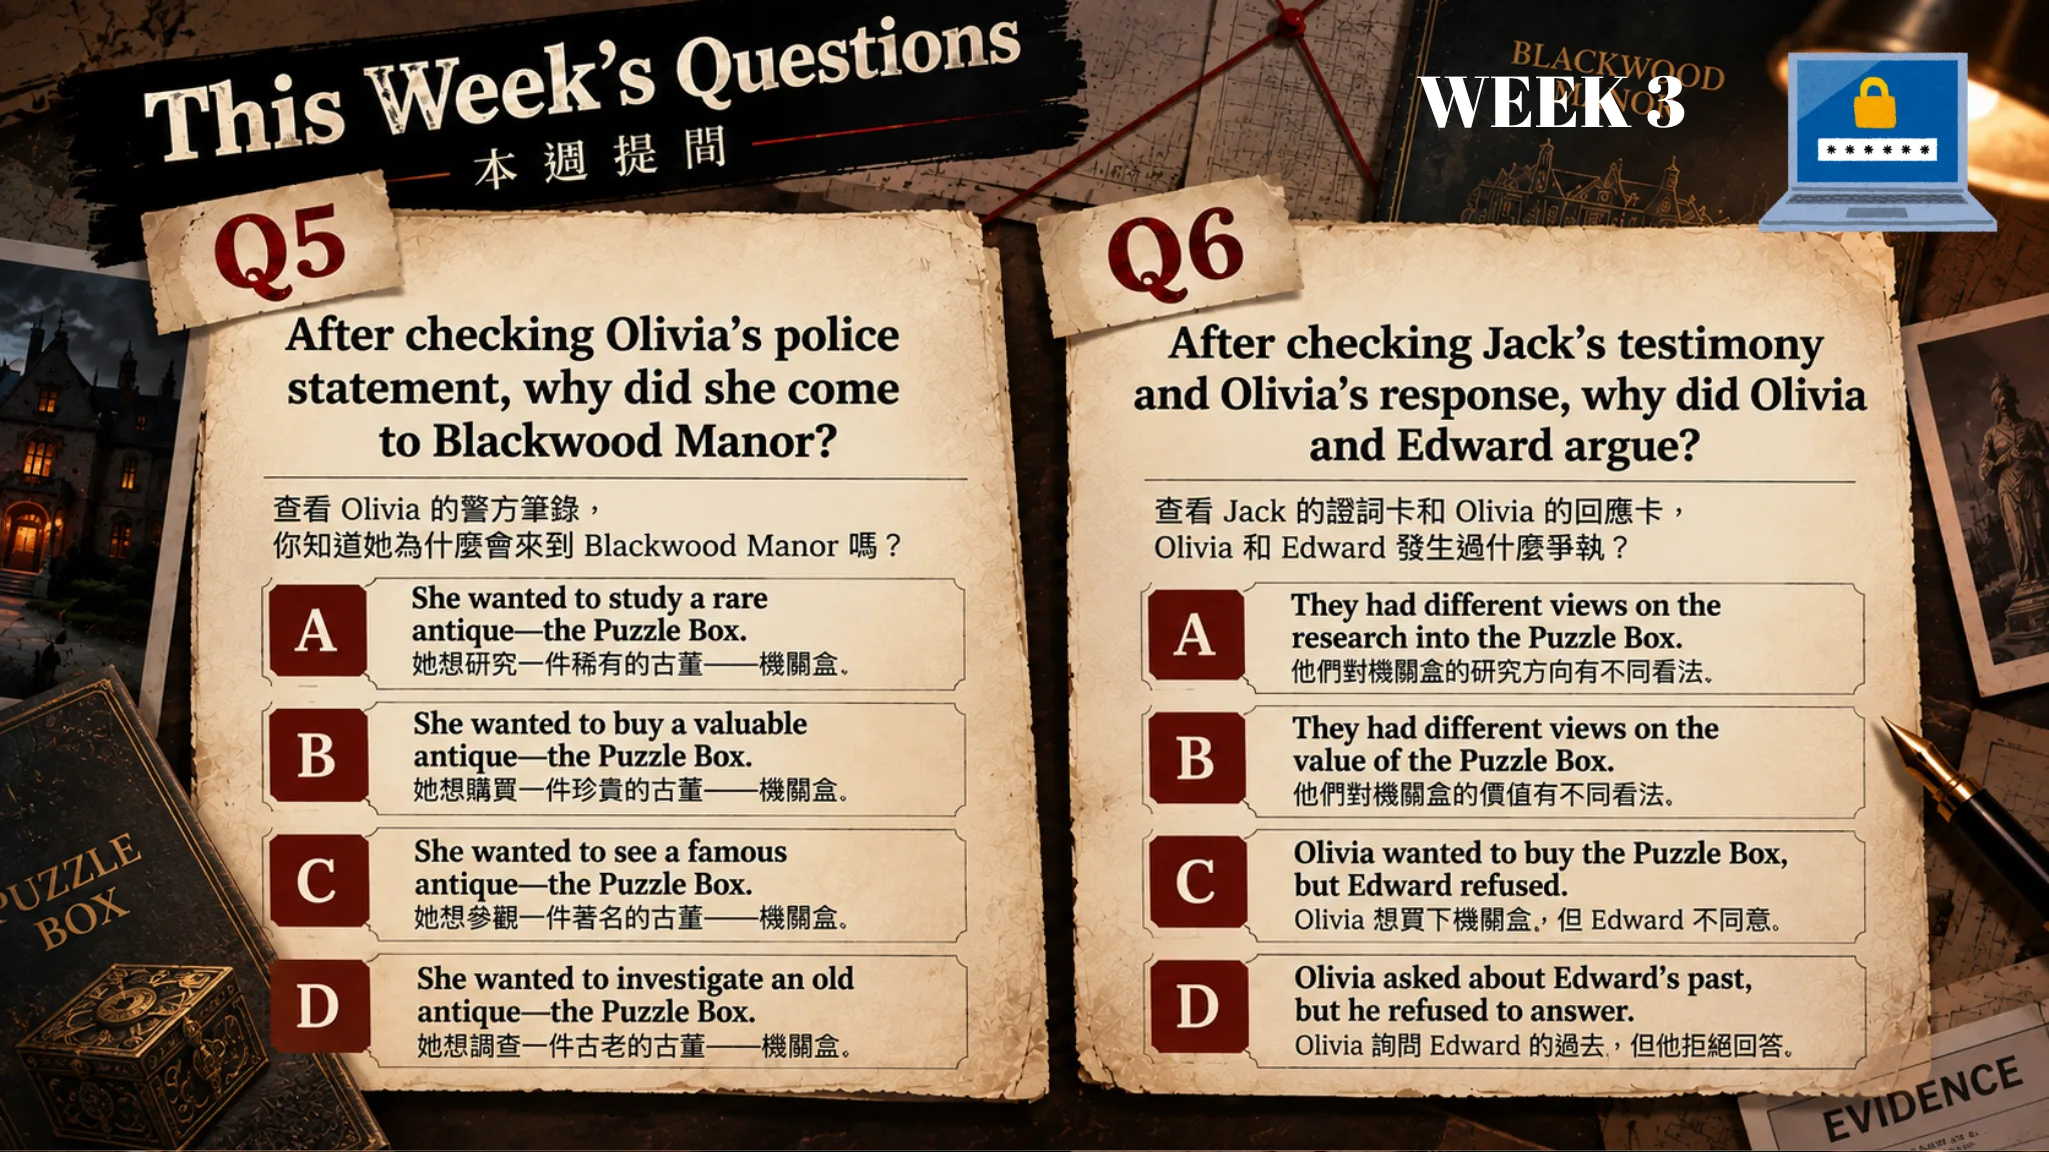 This Week's Questions
本週提問
BLACKWOOD
MANOR
WEEK 3
******
Q5
After checking Olivia's police
statement, why did she come
to Blackwood Manor?
查看 Olivia 的警方筆錄，
你知道她為什麼會來到 Blackwood Manor 嗎？
A
She wanted to study a rare
antique—the Puzzle Box.
她想研究一件稀有的古董——機關盒。
B
She wanted to buy a valuable
antique—the Puzzle Box.
她想購買一件珍貴的古董——機關盒。
C
She wanted to see a famous
antique—the Puzzle Box.
她想參觀一件著名的古董——機關盒。
D
She wanted to investigate an old
antique—the Puzzle Box.
她想調查一件古老的古董——機關盒。
Q6
After checking Jack's testimony
and Olivia's response, why did Olivia
and Edward argue?
查看 Jack 的證詞卡和 Olivia 的回應卡，
Olivia 和 Edward 發生過什麼爭執？
A
They had different views on the
research into the Puzzle Box.
他們對機關盒的研究方向有不同看法。
B
They had different views on the
value of the Puzzle Box.
他們對機關盒的價值有不同看法。
C
Olivia wanted to buy the Puzzle Box,
but Edward refused.
Olivia 想買下機關盒，但 Edward 不同意。
D
Olivia asked about Edward's past,
but he refused to answer.
Olivia 詢問 Edward 的過去，但他拒絕回答。
PUZZLE
BOX
EVIDENCE